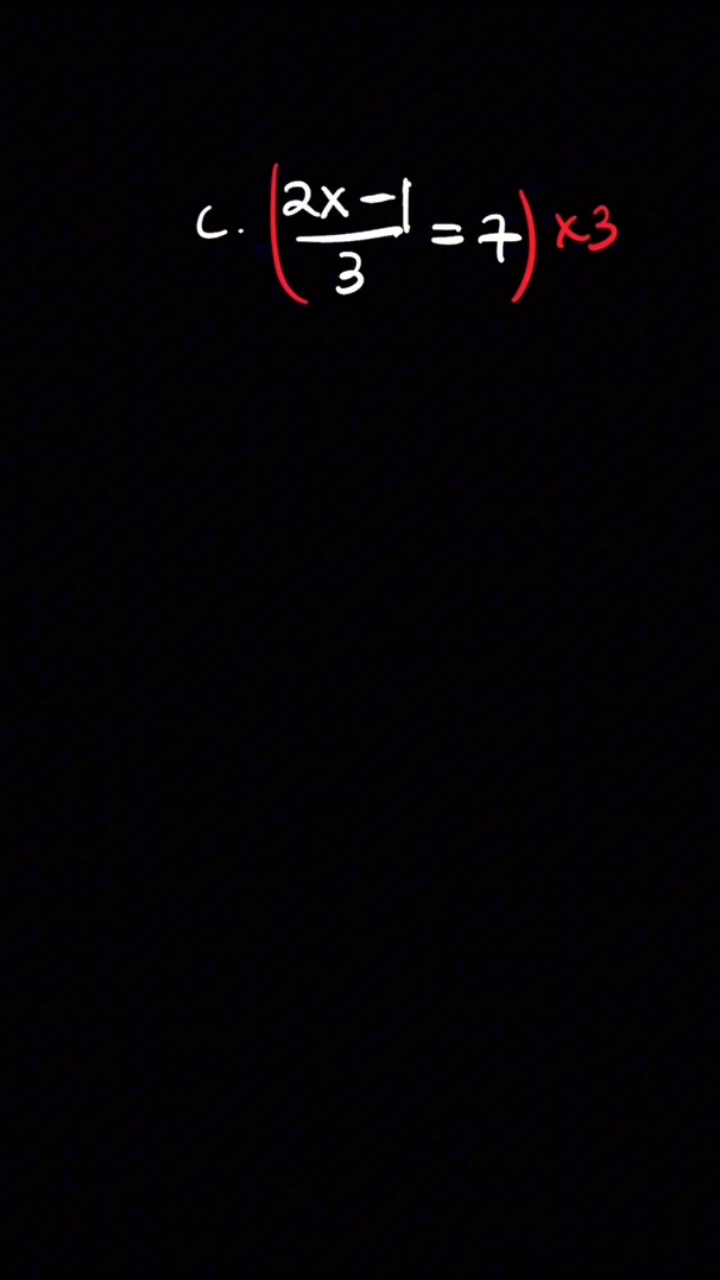 c. (2x-1/3 = 7) x3